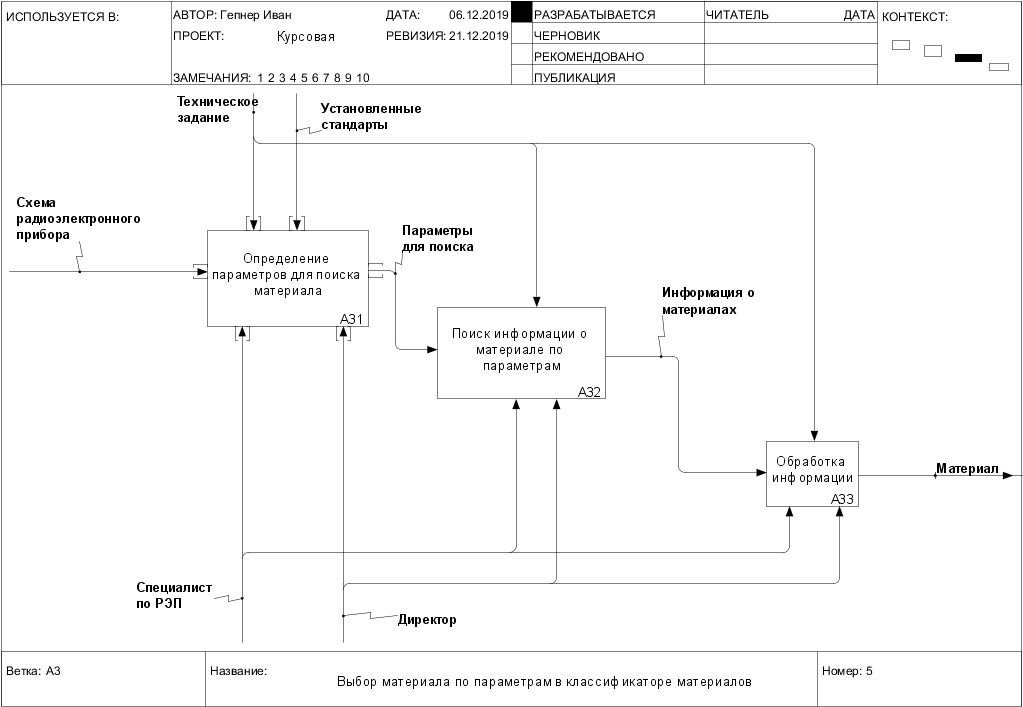 ИСПОЛЬЗУЕТСЯ В:
АВТОР: Гепнер Иван
ДАТА: 06.12.2019
ПРОЕКТ: Курсовая
РЕВИЗИЯ: 21.12.2019
ЗАМЕЧАНИЯ: 1 2 3 4 5 6 7 8 9 10
РАЗРАБАТЫВАЕТСЯ
ЧЕРНОВИК
РЕКОМЕНДОВАНО
ПУБЛИКАЦИЯ
ЧИТАТЕЛЬ
ДАТА
КОНТЕКСТ:
Техническое
задание
Установленные
стандарты
Схема
радиоэлектронного
прибора
Определение
параметров для поиска
материала
A31
Параметры
для поиска
Поиск информации о
материале по
параметрам
A32
Информация о
материалах
Обработка
информации
A33
Материал
Специалист
по РЭП
Директор
Ветка: A3
Название:
Выбор материала по параметрам в классификаторе материалов
Номер: 5